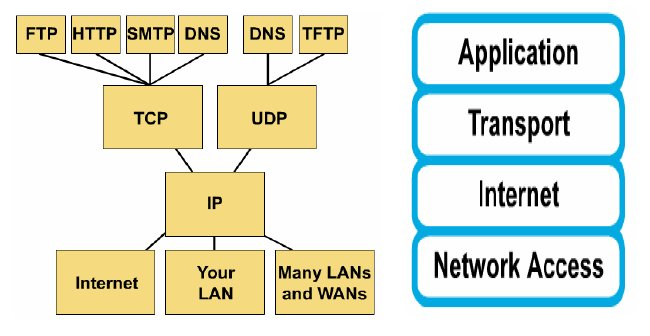 FTP
HTTP
SMTP
DNS
DNS
TFTP
TCP
UDP
IP
Internet
Your
LAN
Many LANs
and WANs
Application
Transport
Internet
Network Access